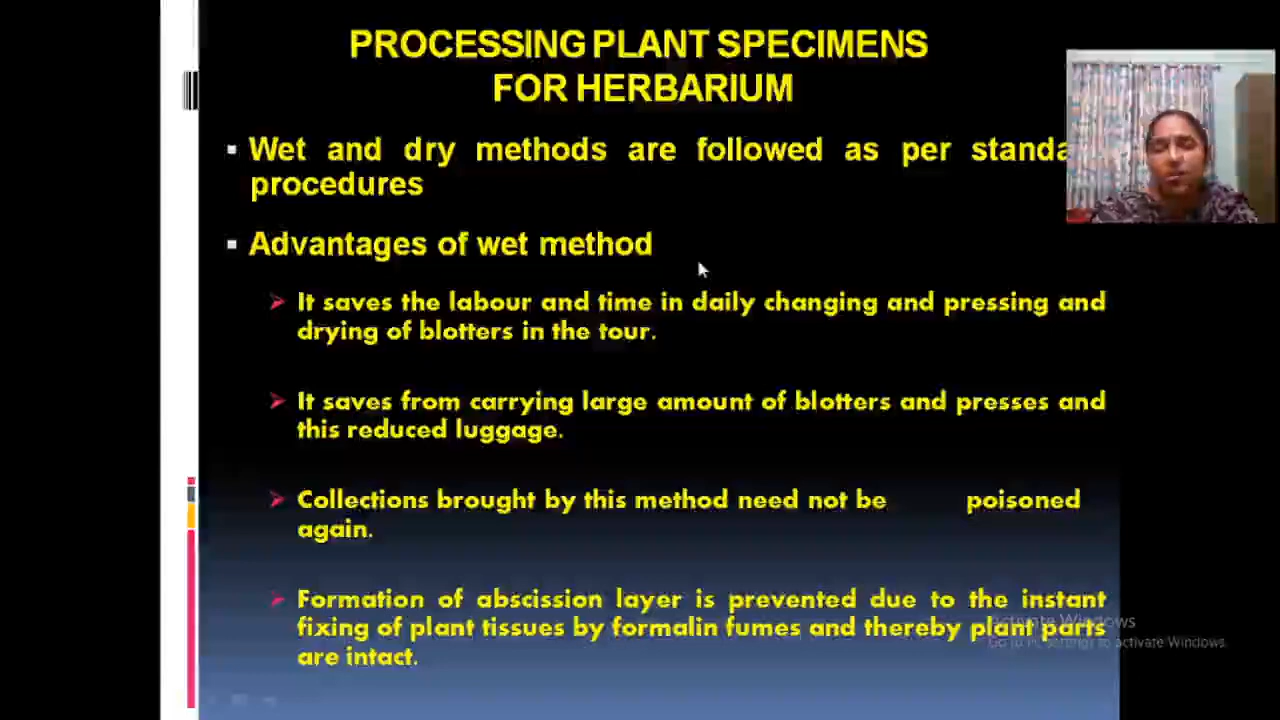 PROCESSING PLANT SPECIMENS
FOR HERBARIUM
Wet and dry methods are followed as per standa
procedures
Advantages of wet method
It saves the labour and time in daily changing and pressing and
drying of blotters in the tour.
It saves from carrying large amount of blotters and presses and
this reduced luggage.
Collections brought by this method need not be poisoned
again.
Formation of abscission layer is prevented due to the instant
fixing of plant tissues by formalin fumes and thereby plant parts
are intact.
Activate Windows
Go to PC settings to activate Windows.